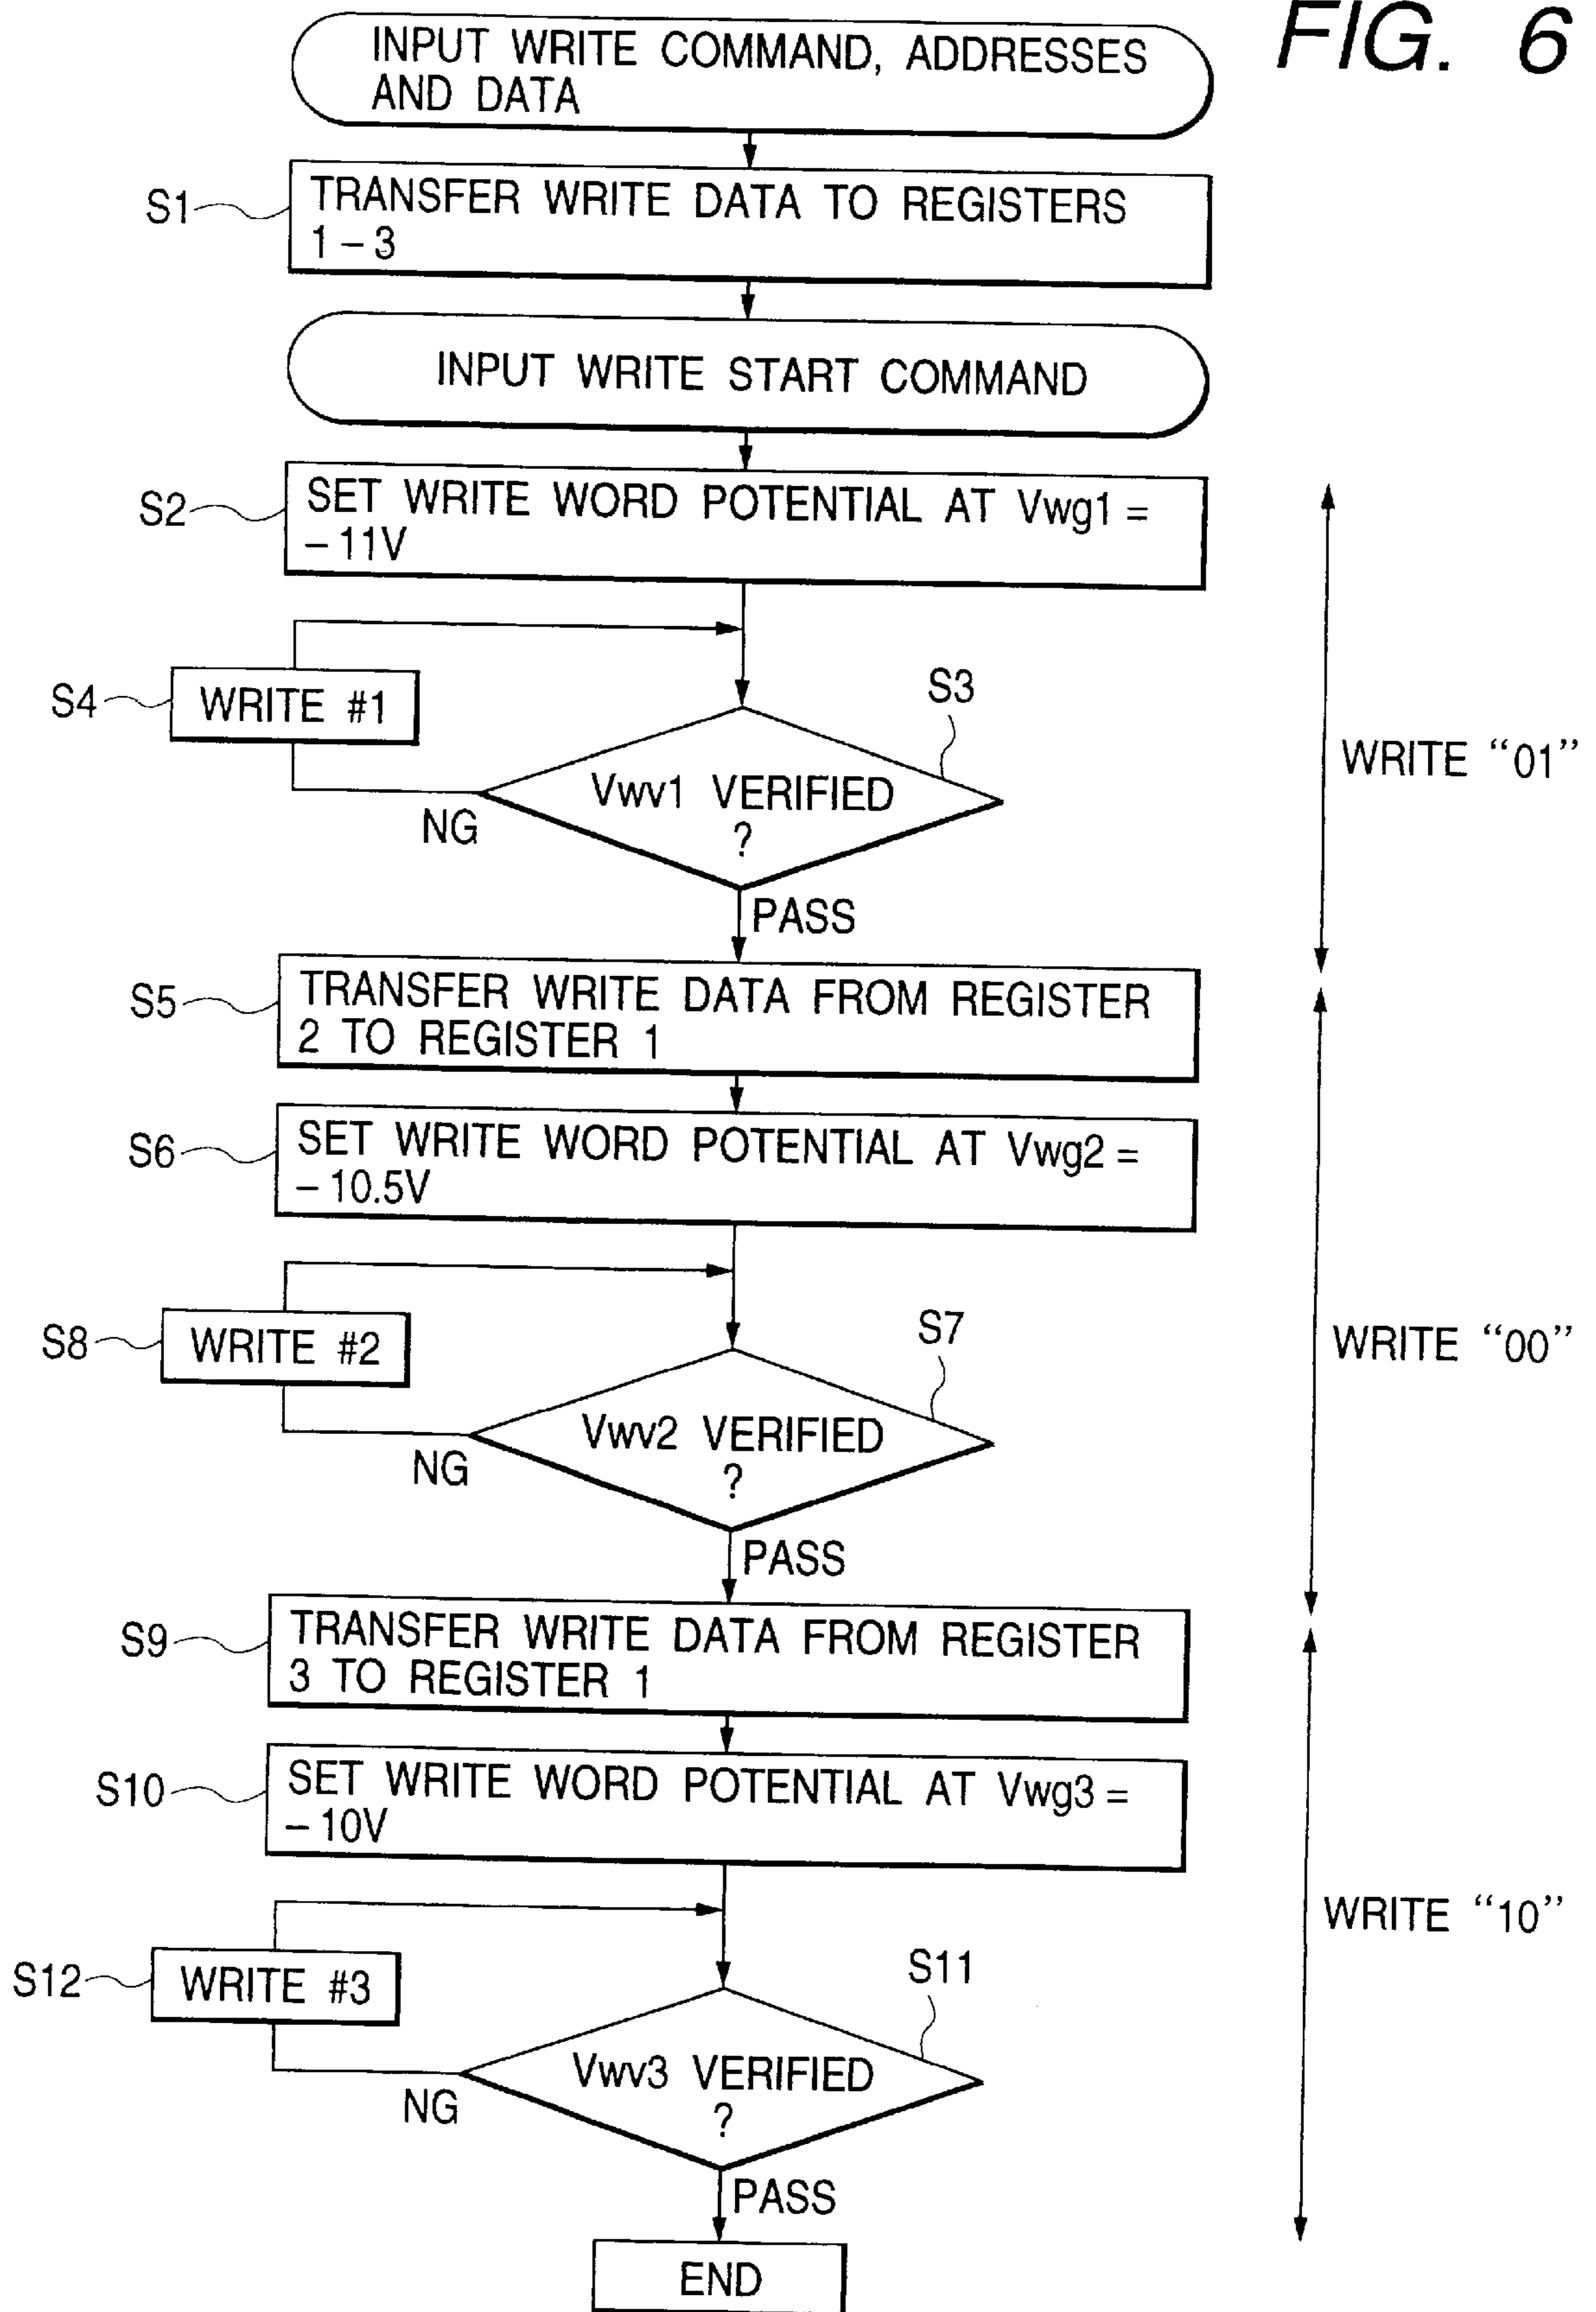 FIG. 6
INPUT WRITE COMMAND, ADDRESSES
AND DATA
S1
TRANSFER WRITE DATA TO REGISTERS
1 – 3
INPUT WRITE START COMMAND
S2
SET WRITE WORD POTENTIAL AT Vwg1 =
– 11V
S4
WRITE #1
S3
Vwv1 VERIFIED
?
NG
PASS
WRITE “01”
S5
TRANSFER WRITE DATA FROM REGISTER
2 TO REGISTER 1
S6
SET WRITE WORD POTENTIAL AT Vwg2 =
– 10.5V
S8
WRITE #2
S7
Vwv2 VERIFIED
?
NG
PASS
WRITE “00”
S9
TRANSFER WRITE DATA FROM REGISTER
3 TO REGISTER 1
S10
SET WRITE WORD POTENTIAL AT Vwg3 =
– 10V
S12
WRITE #3
S11
Vwv3 VERIFIED
?
NG
PASS
WRITE “10”
END